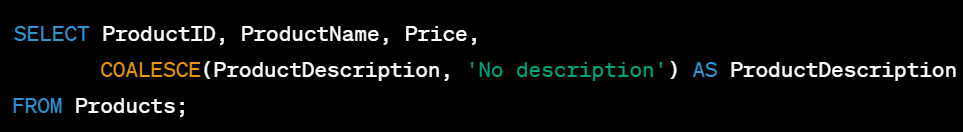 SELECT ProductID, ProductName, Price,
COALESCE(ProductDescription, 'No description') AS ProductDescription
FROM Products;